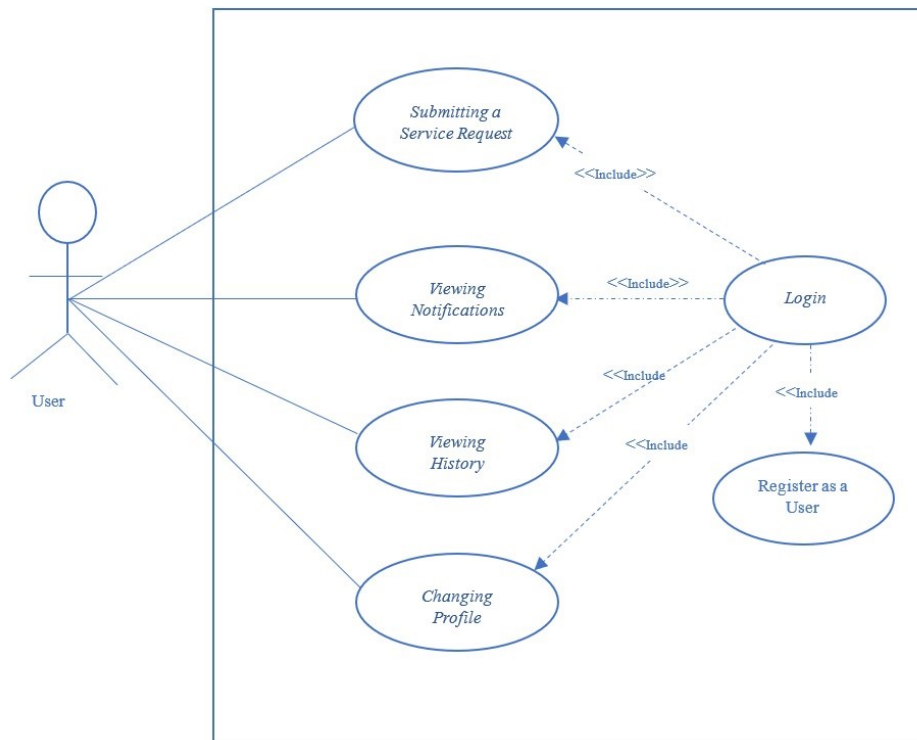 Submitting a
Service Request
<<Include>>
Viewing
Notifications
<<Include>>
Login
User
<<Include
<<Include
Viewing
History
<<Include
Register as a
User
Changing
Profile